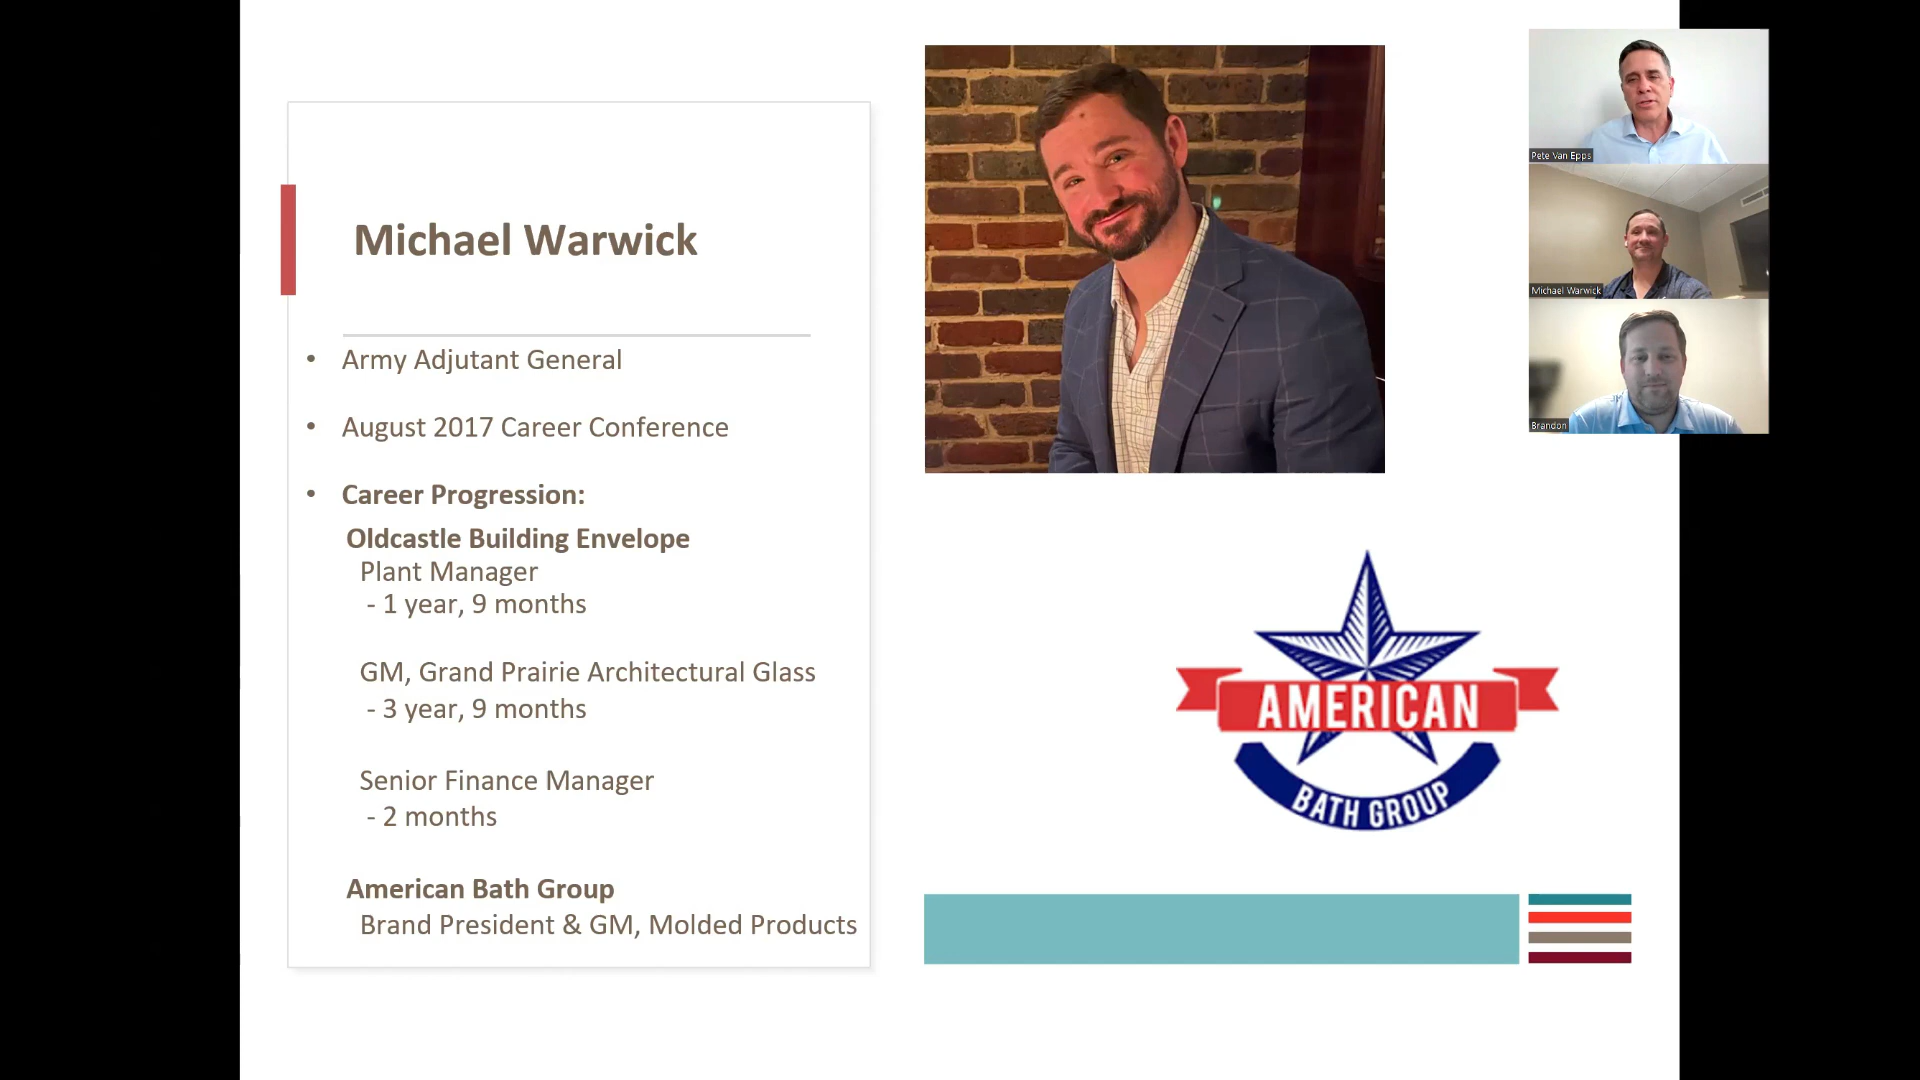 Michael Warwick
• Army Adjutant General
• August 2017 Career Conference
• Career Progression:
Oldcastle Building Envelope
Plant Manager
- 1 year, 9 months
GM, Grand Prairie Architectural Glass
- 3 year, 9 months
Senior Finance Manager
- 2 months
American Bath Group
Brand President & GM, Molded Products
AMERICAN
BATH GROUP
Pete Van Epps
Michael Warwick
Brandon